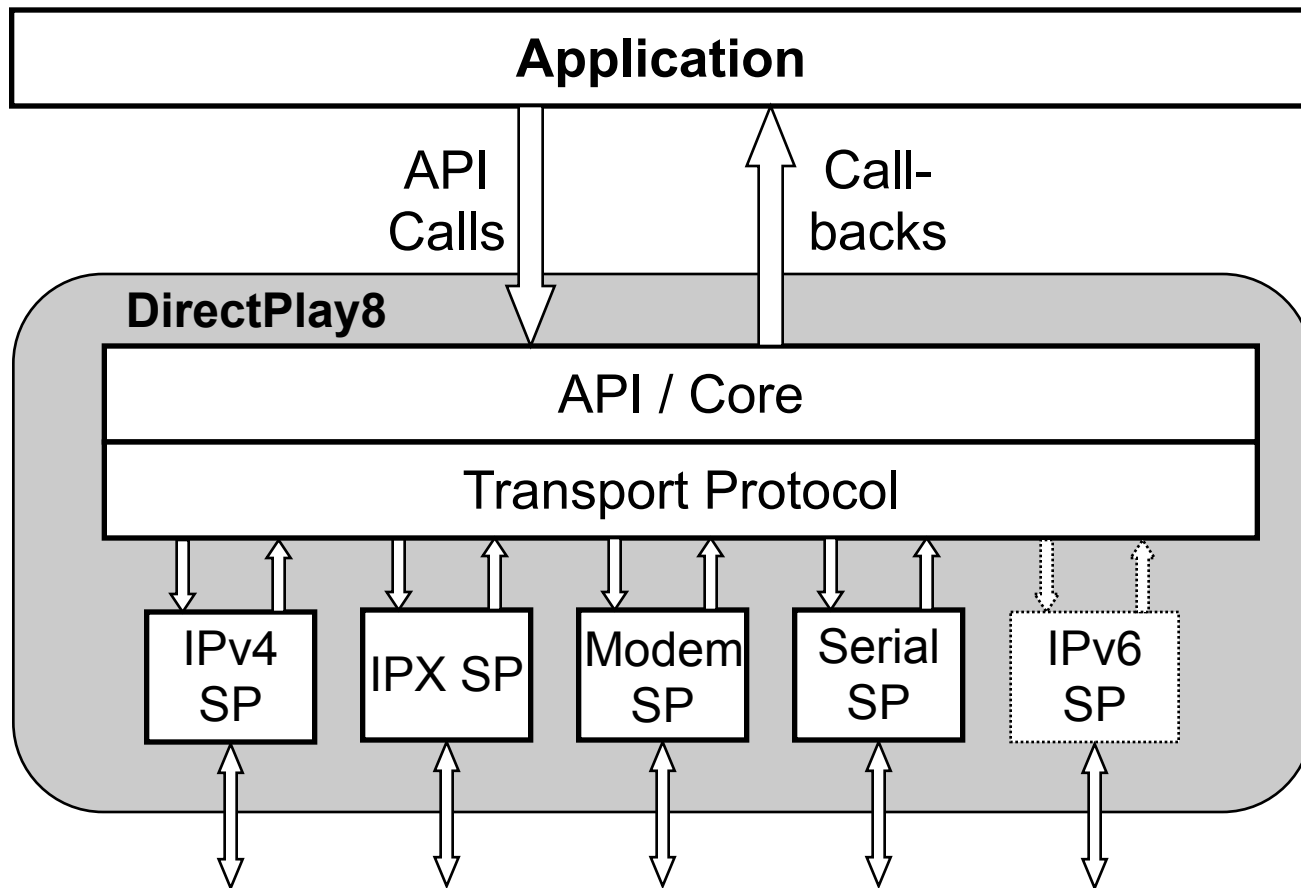 Application
API
Calls
Call-
backs
DirectPlay8
API / Core
Transport Protocol
IPv4
SP
IPX SP
Modem
SP
Serial
SP
IPv6
SP